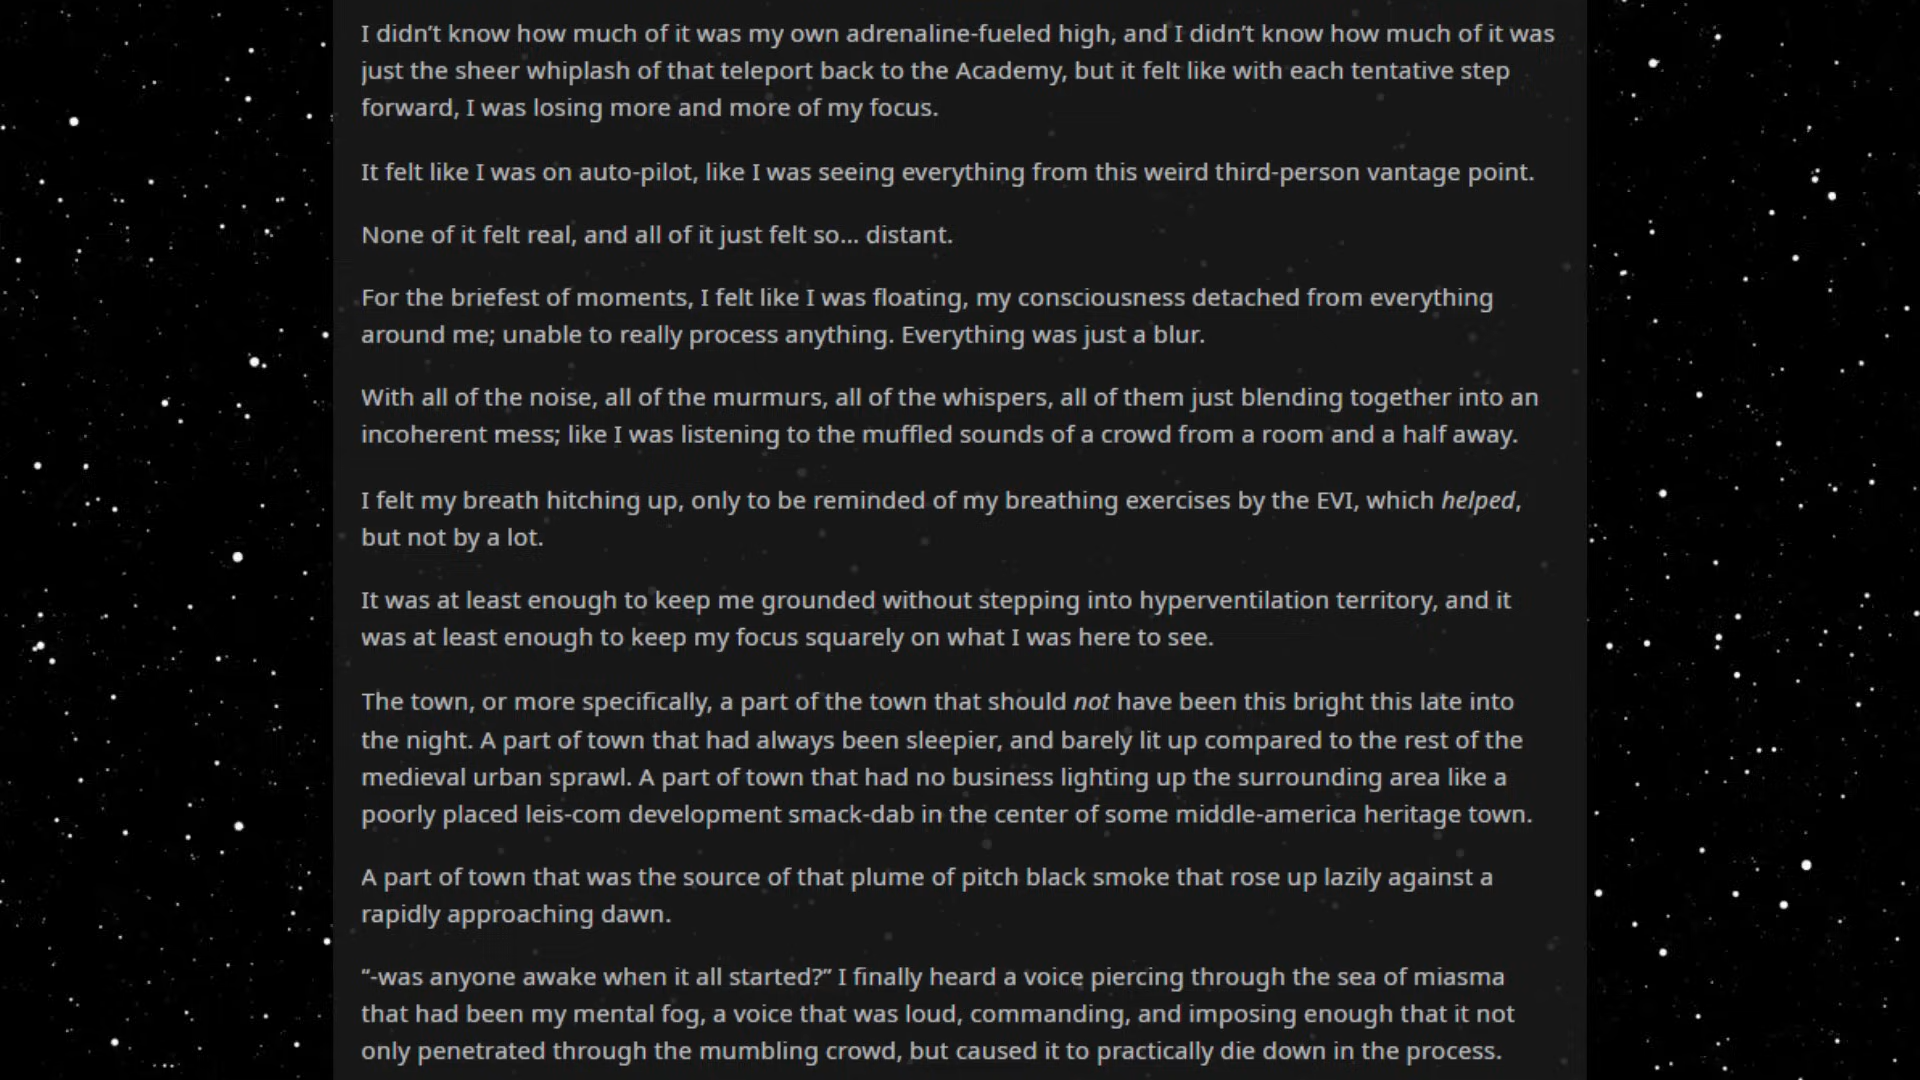 I didn’t know how much of it was my own adrenaline-fueled high, and I didn’t know how much of it was
just the sheer whiplash of that teleport back to the Academy, but it felt like with each tentative step
forward, I was losing more and more of my focus.
It felt like I was on auto-pilot, like I was seeing everything from this weird third-person vantage point.
None of it felt real, and all of it just felt so… distant.
For the briefest of moments, I felt like I was floating, my consciousness detached from everything
around me; unable to really process anything. Everything was just a blur.
With all of the noise, all of the murmurs, all of the whispers, all of them just blending together into an
incoherent mess; like I was listening to the muffled sounds of a crowd from a room and a half away.
I felt my breath hitching up, only to be reminded of my breathing exercises by the EVI, which helped,
but not by a lot.
It was at least enough to keep me grounded without stepping into hyperventilation territory, and it
was at least enough to keep my focus squarely on what I was here to see.
The town, or more specifically, a part of the town that should not have been this bright this late into
the night. A part of town that had always been sleepier, and barely lit up compared to the rest of the
medieval urban sprawl. A part of town that had no business lighting up the surrounding area like a
poorly placed leis-com development smack-dab in the center of some middle-america heritage town.
A part of town that was the source of that plume of pitch black smoke that rose up lazily against a
rapidly approaching dawn.
“-was anyone awake when it all started?” I finally heard a voice piercing through the sea of miasma
that had been my mental fog, a voice that was loud, commanding, and imposing enough that it not
only penetrated through the mumbling crowd, but caused it to practically die down in the process.